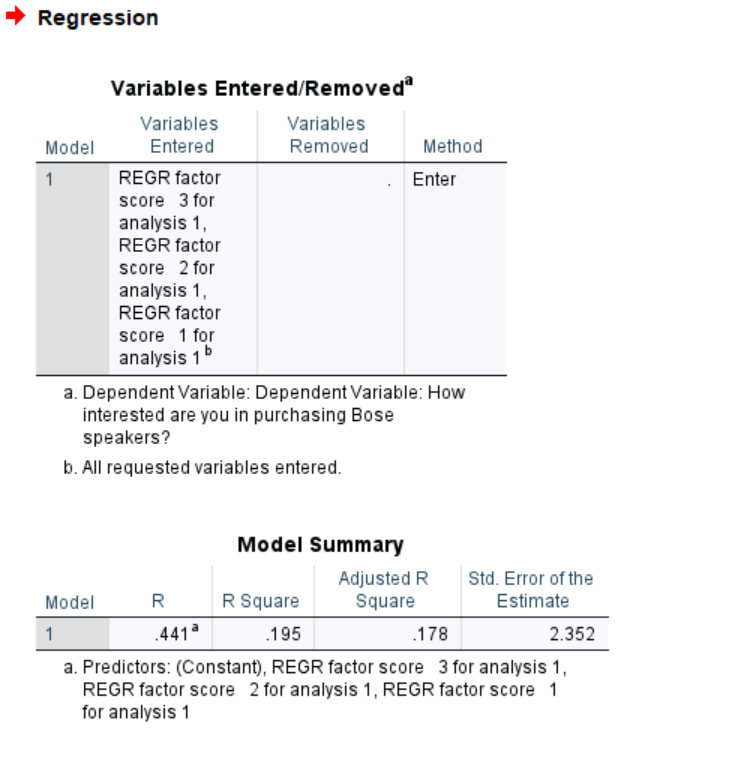 Regression
Variables Entered/Removedᵃ
Model
Variables Entered
Variables Removed
Method
1
REGR factor
score 3 for
analysis 1,
REGR factor
score 2 for
analysis 1,
REGR factor
score 1 for
analysis 1ᵇ
.
Enter
a. Dependent Variable: Dependent Variable: How
interested are you in purchasing Bose
speakers?
b. All requested variables entered.
Model Summary
Model
R
R Square
Adjusted R Square
Std. Error of the Estimate
1
.441ᵃ
.195
.178
2.352
a. Predictors: (Constant), REGR factor score 3 for analysis 1,
REGR factor score 2 for analysis 1, REGR factor score 1
for analysis 1